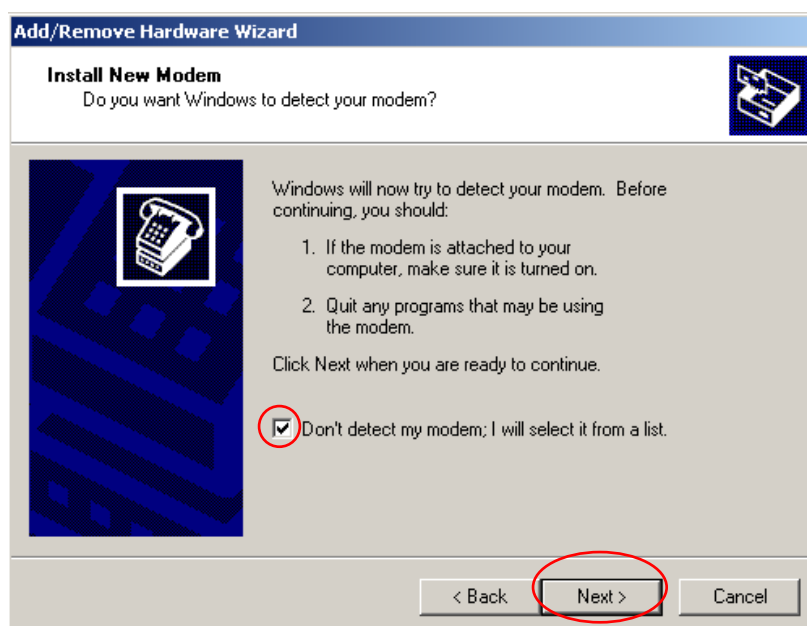 Add/Remove Hardware Wizard
Install New Modem
Do you want Windows to detect your modem?
Windows will now try to detect your modem. Before
continuing, you should:
1. If the modem is attached to your
computer, make sure it is turned on.
2. Quit any programs that may be using
the modem.
Click Next when you are ready to continue.
Don't detect my modem; I will select it from a list.
< Back Next > Cancel